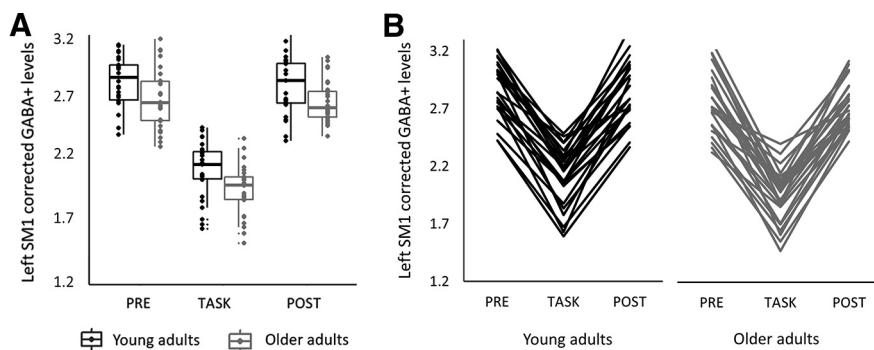 A
Left SM1 corrected GABA+ levels
3.2
2.7
2.2
1.7
1.2
PRE TASK POST
Young adults Older adults
B
Left SM1 corrected GABA+ levels
3.2
2.7
2.2
1.7
1.2
PRE TASK POST PRE TASK POST
Young adults Older adults